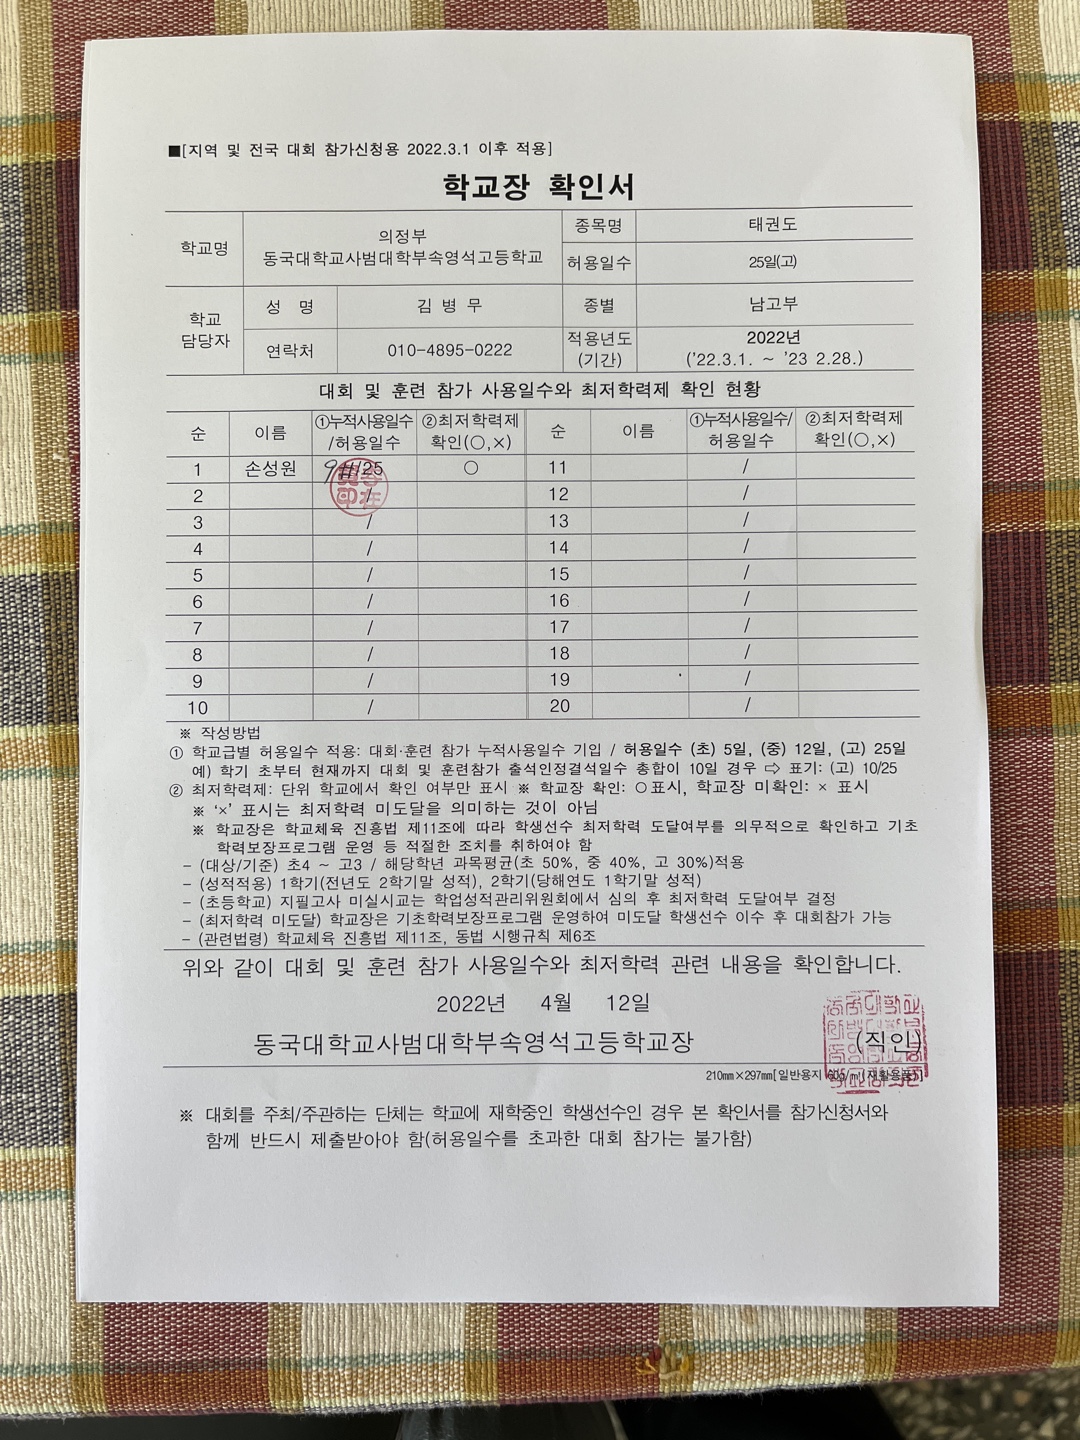 ■[지역 및 전국 대회 참가신청용 2022.3.1 이후 적용]
학교장 확인서
학교명 의정부 동국대학교사범대학부속영석고등학교 종목명 태권도
허용일수 25일(고)
학교 담당자 성 명 김 병 무 종별 남고부
연락처 010-4895-0222 적용년도 (기간) 2022년 ('22.3.1. ~ '23 2.28.)
대회 및 훈련 참가 사용일수와 최저학력제 확인 현황
순 이름 ①누적사용일수 /허용일수 ②최저학력제 확인(○,×) 순 이름 ①누적사용일수/ 허용일수 ②최저학력제 확인(○,×)
1 손성원 9 /25 ○ 11 /
2 / 12 /
3 / 13 /
4 / 14 /
5 / 15 /
6 / 16 /
7 / 17 /
8 / 18 /
9 / 19 /
10 / 20 /
※ 작성방법
① 학교급별 허용일수 적용: 대회·훈련 참가 누적사용일수 기입 / 허용일수 (초) 5일, (중) 12일, (고) 25일
예) 학기 초부터 현재까지 대회 및 훈련참가 출석인정결석일수 총합이 10일 경우 ⇨ 표기: (고) 10/25
② 최저학력제: 단위 학교에서 확인 여부만 표시 ※ 학교장 확인: ○표시, 학교장 미확인: × 표시
※ '×' 표시는 최저학력 미도달을 의미하는 것이 아님
※ 학교장은 학교체육 진흥법 제11조에 따라 학생선수 최저학력 도달여부를 의무적으로 확인하고 기초
학력보장프로그램 운영 등 적절한 조치를 취하여야 함
- (대상/기준) 초4 ~ 고3 / 해당학년 과목평균(초 50%, 중 40%, 고 30%)적용
- (성적적용) 1학기(전년도 2학기말 성적), 2학기(당해연도 1학기말 성적)
- (초등학교) 지필고사 미실시교는 학업성적관리위원회에서 심의 후 최저학력 도달여부 결정
- (최저학력 미도달) 학교장은 기초학력보장프로그램 운영하여 미도달 학생선수 이수 후 대회참가 가능
- (관련법령) 학교체육 진흥법 제11조, 동법 시행규칙 제6조
위와 같이 대회 및 훈련 참가 사용일수와 최저학력 관련 내용을 확인합니다.
2022년 4월 12일
동국대학교사범대학부속영석고등학교장 (직인)
210mm×297mm[일반용지 60g/㎡(재활용품)]
※ 대회를 주최/주관하는 단체는 학교에 재학중인 학생선수인 경우 본 확인서를 참가신청서와
함께 반드시 제출받아야 함(허용일수를 초과한 대회 참가는 불가함)